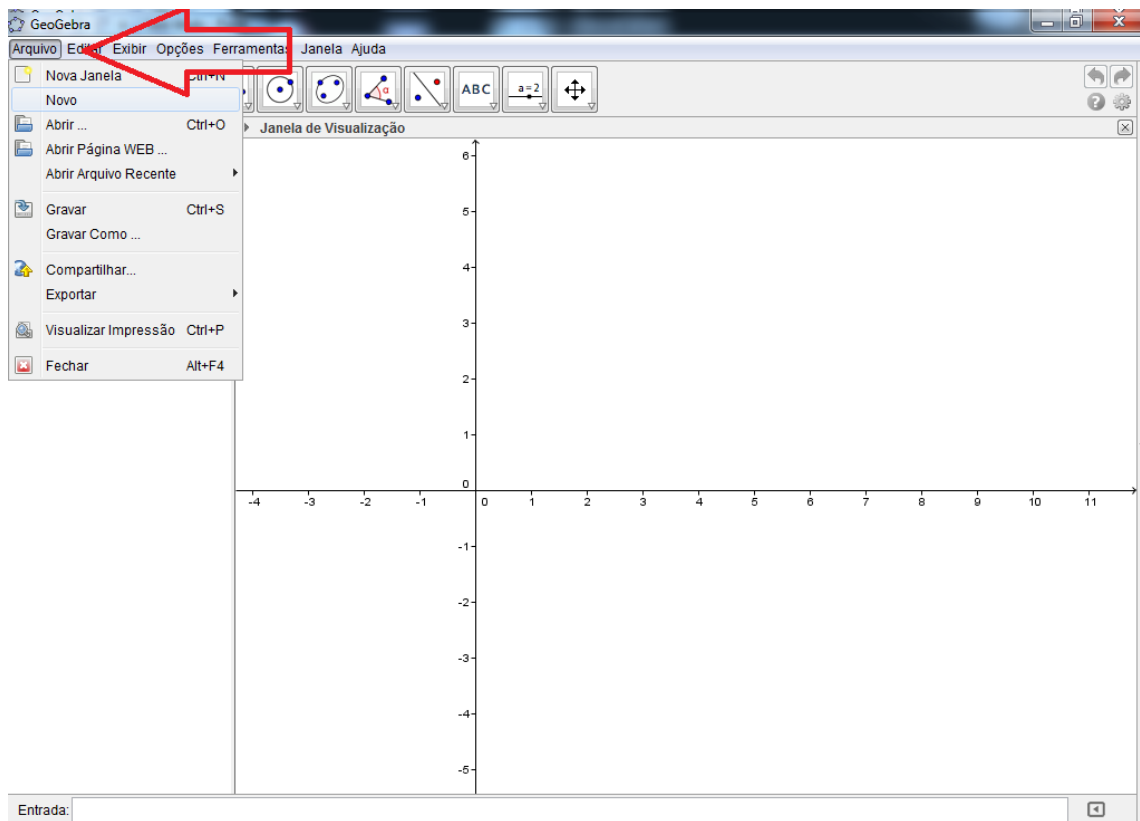 GeoGebra
Arquivo Editar Exibir Opções Ferramentas Janela Ajuda
Nova Janela Ctrl+N
Novo
Abrir ... Ctrl+O
Abrir Página WEB ...
Abrir Arquivo Recente
Gravar Ctrl+S
Gravar Como ...
Compartilhar...
Exportar
Visualizar Impressão Ctrl+P
Fechar Alt+F4
α ABC a=2
Janela de Visualização
6
5
4
3
2
1
0
-4 -3 -2 -1 0 1 2 3 4 5 6 7 8 9 10 11
-1
-2
-3
-4
-5
Entrada: